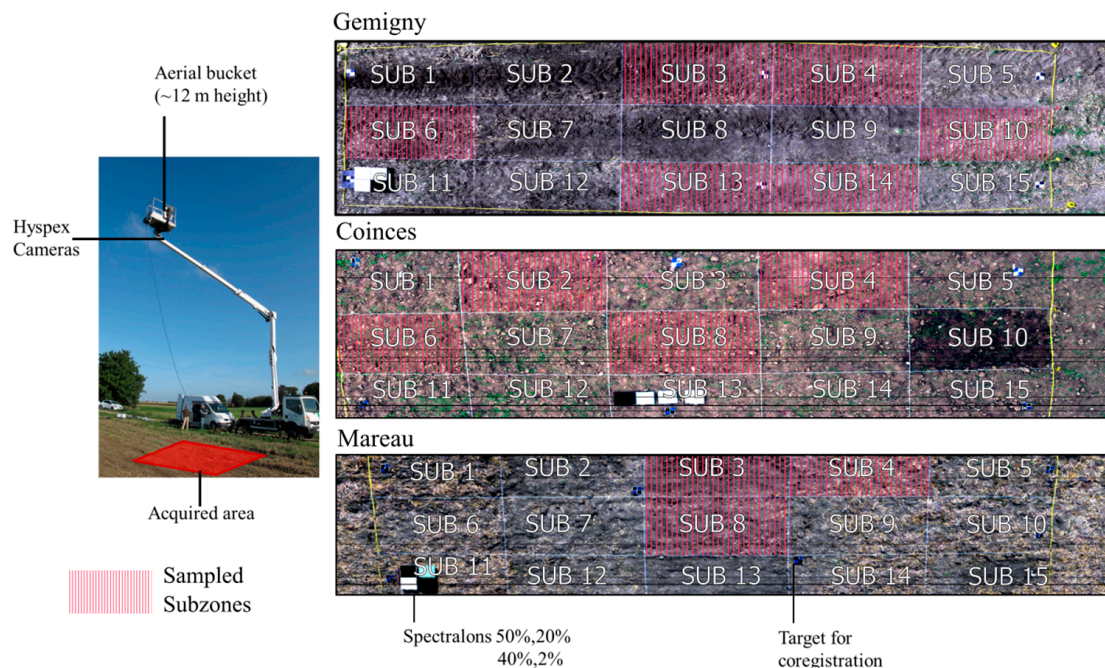 Gemigny
Aerial bucket
(~12 m height)
SUB 1 SUB 2 SUB 3 SUB 4 SUB 5
SUB 6 SUB 7 SUB 8 SUB 9 SUB 10
SUB 11 SUB 12 SUB 13 SUB 14 SUB 15
Hyspex
Cameras
Coinces
SUB 1 SUB 2 SUB 3 SUB 4 SUB 5
SUB 6 SUB 7 SUB 8 SUB 9 SUB 10
SUB 11 SUB 12 SUB 13 SUB 14 SUB 15
Mareau
SUB 1 SUB 2 SUB 3 SUB 4 SUB 5
SUB 6 SUB 7 SUB 8 SUB 9 SUB 10
SUB 11 SUB 12 SUB 13 SUB 14 SUB 15
Acquired area
Sampled
Subzones
Spectralons 50%,20%
40%,2%
Target for
coregistration